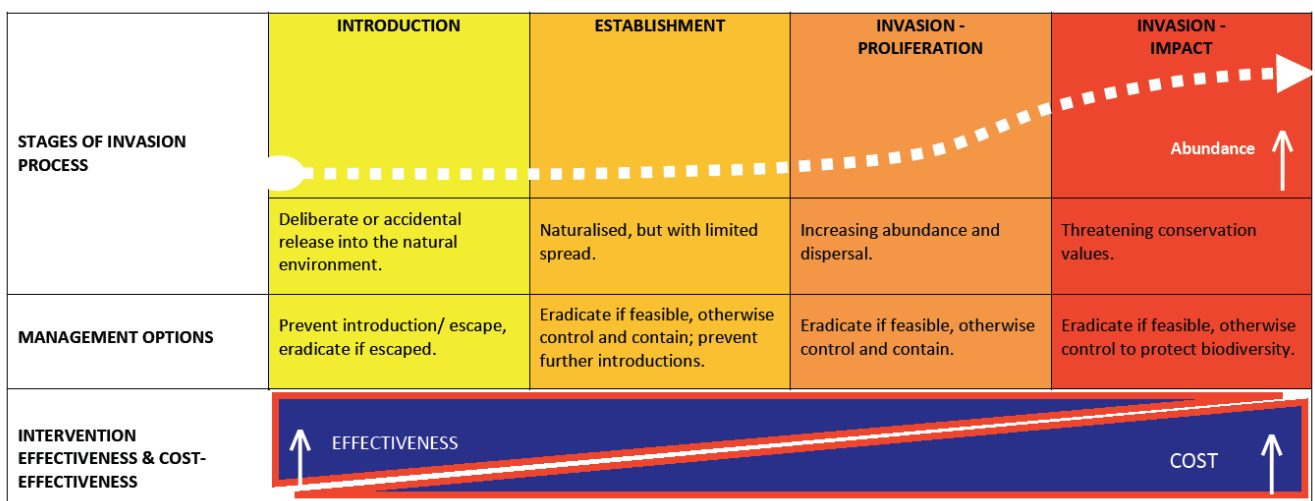 INTRODUCTION
ESTABLISHMENT
INVASION -
PROLIFERATION
INVASION -
IMPACT
STAGES OF INVASION
PROCESS
Abundance
Deliberate or accidental
release into the natural
environment.
Naturalised, but with limited
spread.
Increasing abundance and
dispersal.
Threatening conservation
values.
MANAGEMENT OPTIONS
Prevent introduction/ escape,
eradicate if escaped.
Eradicate if feasible, otherwise
control and contain; prevent
further introductions.
Eradicate if feasible, otherwise
control and contain.
Eradicate if feasible, otherwise
control to protect biodiversity.
INTERVENTION
EFFECTIVENESS & COST-
EFFECTIVENESS
EFFECTIVENESS
COST